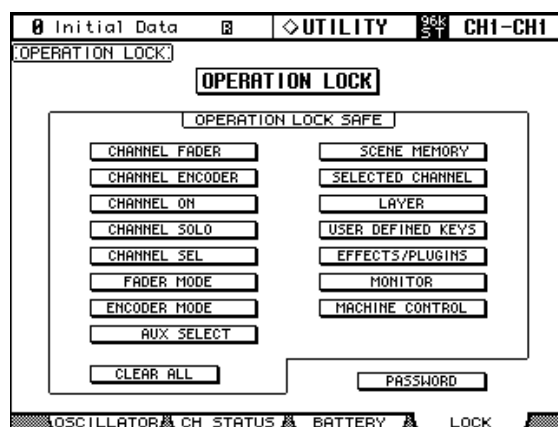 0 Initial Data R ◇UTILITY 96k ST CH1-CH1
OPERATION LOCK
OPERATION LOCK
OPERATION LOCK SAFE
CHANNEL FADER SCENE MEMORY
CHANNEL ENCODER SELECTED CHANNEL
CHANNEL ON LAYER
CHANNEL SOLO USER DEFINED KEYS
CHANNEL SEL EFFECTS/PLUGINS
FADER MODE MONITOR
ENCODER MODE MACHINE CONTROL
AUX SELECT
CLEAR ALL PASSWORD
OSCILLATOR CH STATUS BATTERY LOCK